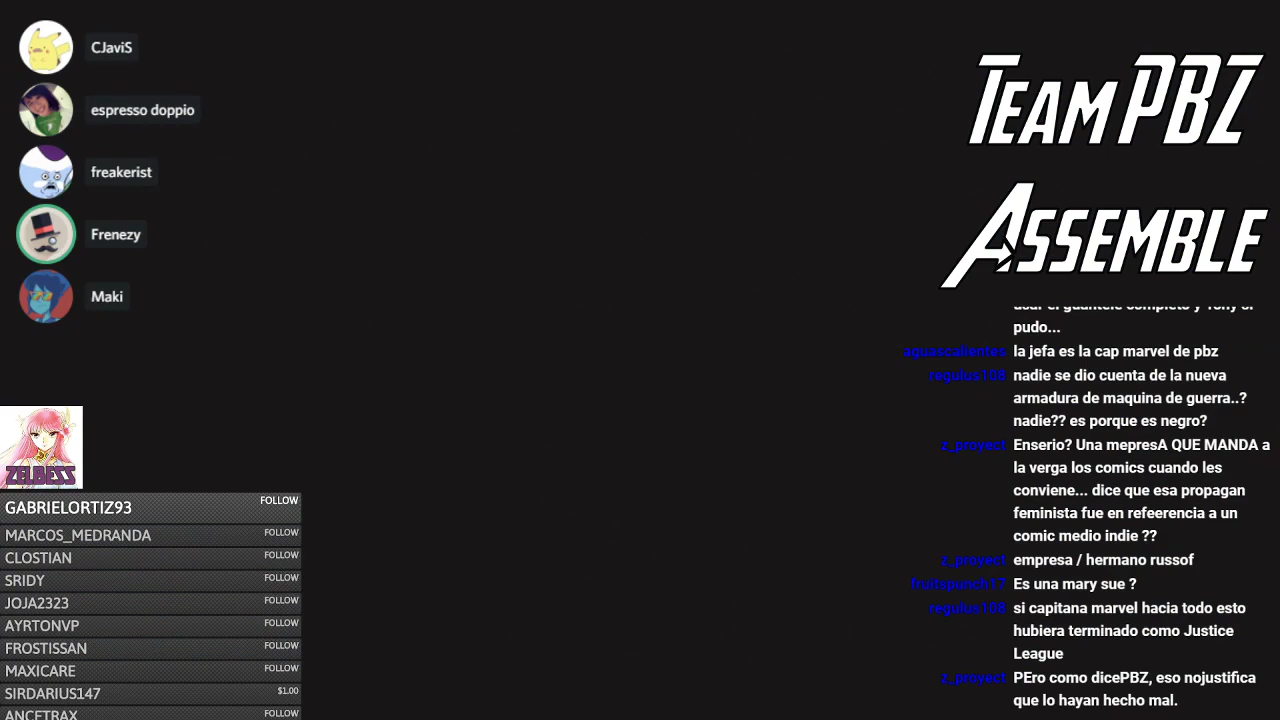 CJaviS
espresso doppio
freakerist
Frenezy
Maki
TEAM PBZ
ASSEMBLE
pudo...
aguascalientes la jefa es la cap marvel de pbz
regulus108 nadie se dio cuenta de la nueva
armadura de maquina de guerra..?
nadie?? es porque es negro?
z_proyect Enserio? Una mepresA QUE MANDA a
la verga los comics cuando les
conviene... dice que esa propagan
feminista fue en refeerencia a un
comic medio indie ??
z_proyect empresa / hermano russof
fruitspunch17 Es una mary sue ?
regulus108 si capitana marvel hacia todo esto
hubiera terminado como Justice
League
z_proyect PEro como dicePBZ, eso nojustifica
que lo hayan hecho mal.
ZELBESS
GABRIELORTIZ93 FOLLOW
MARCOS_MEDRANDA FOLLOW
CLOSTIAN FOLLOW
SRIDY FOLLOW
JOJA2323 FOLLOW
AYRTONVP FOLLOW
FROSTISSAN FOLLOW
MAXICARE FOLLOW
SIRDARIUS147 $1.00
ANCETRAX FOLLOW